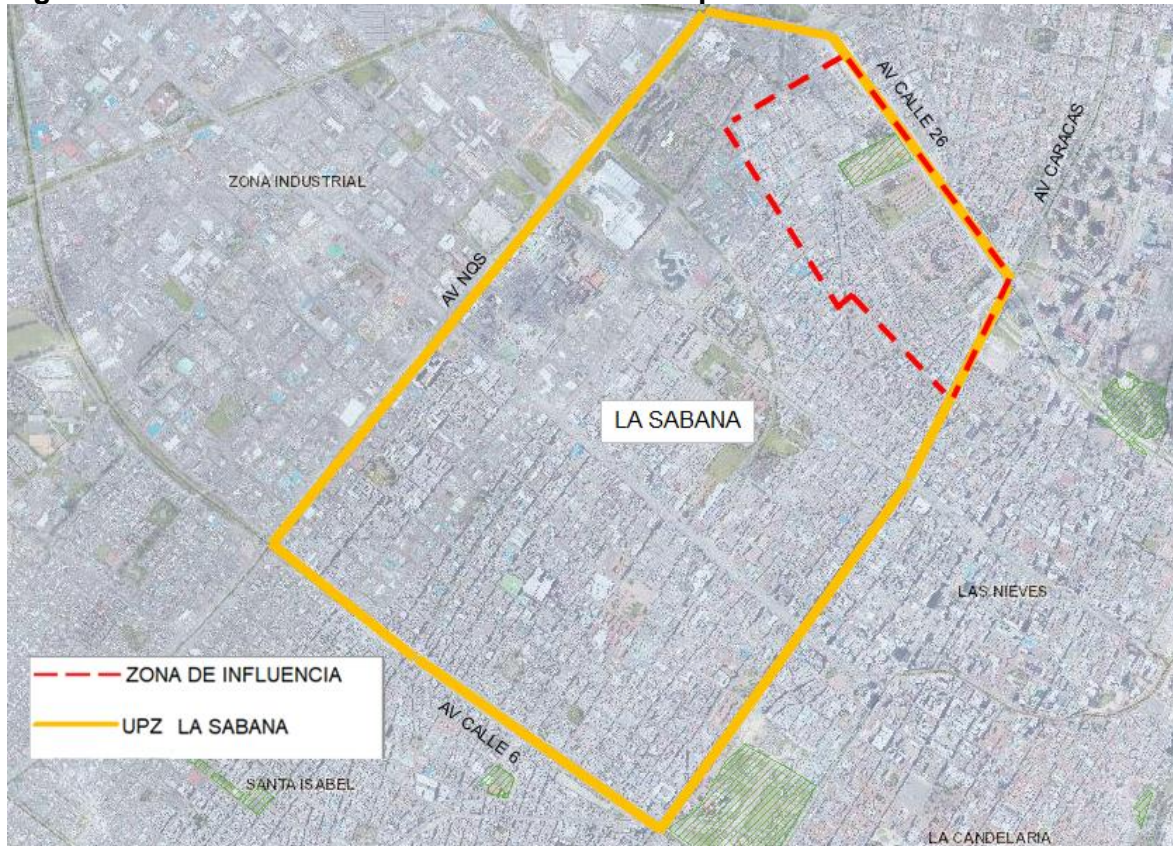 AV CALLE 26
AV CARACAS
ZONA INDUSTRIAL
AV NQS
LA SABANA
LAS NIEVES
ZONA DE INFLUENCIA
UPZ LA SABANA
AV CALLE 6
SANTA ISABEL
LA CANDELARIA